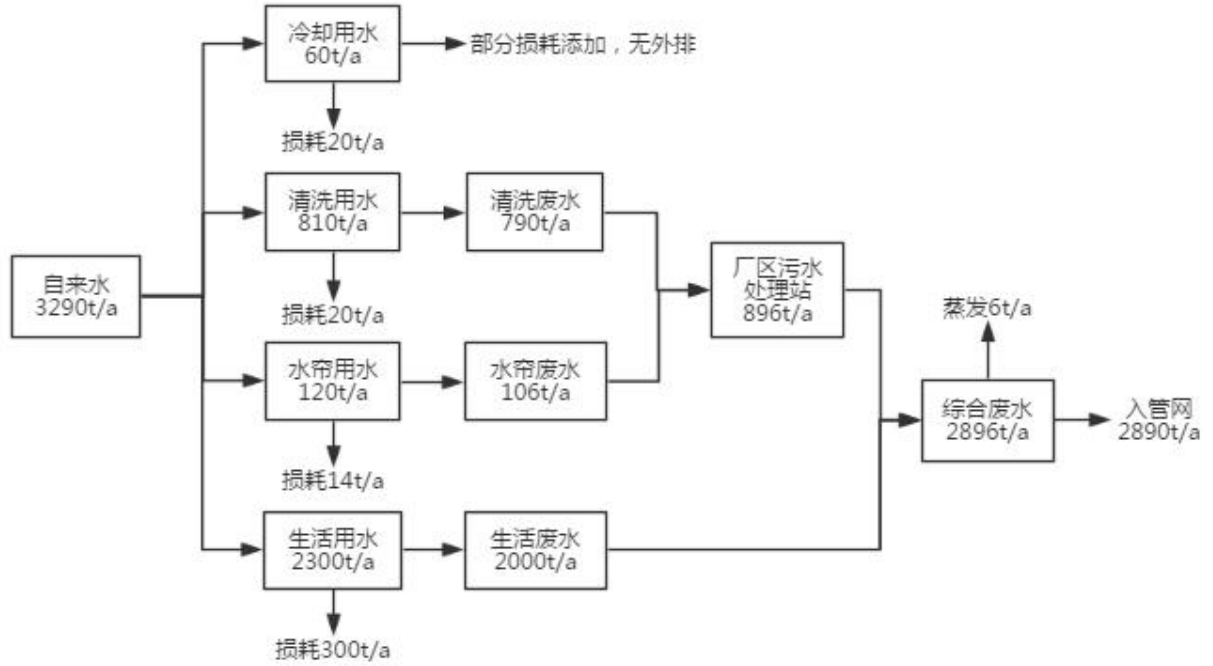 冷却用水
60t/a
部分损耗添加，无外排
损耗20t/a
清洗用水
810t/a
清洗废水
790t/a
损耗20t/a
自来水
3290t/a
厂区污水
处理站
896t/a
水帘用水
120t/a
水帘废水
106t/a
损耗14t/a
蒸发6t/a
综合废水
2896t/a
入管网
2890t/a
生活用水
2300t/a
生活废水
2000t/a
损耗300t/a